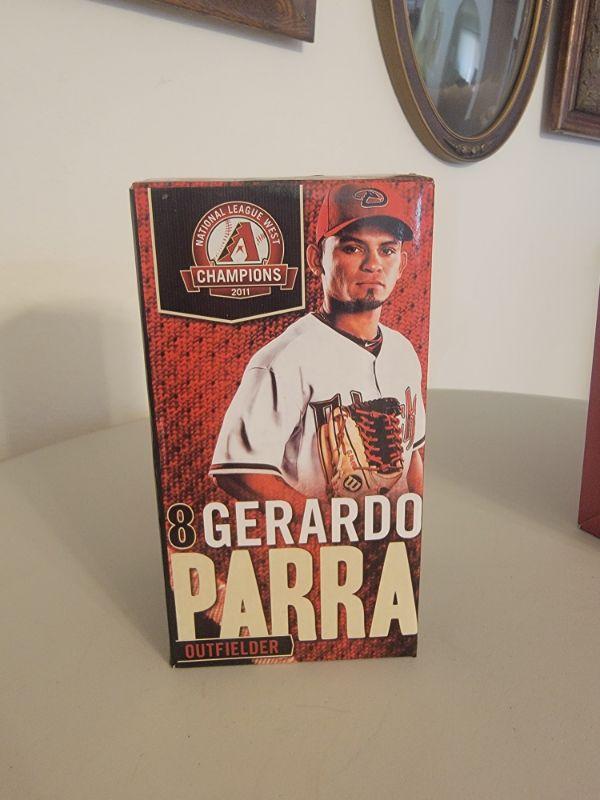 NATIONAL LEAGUE WEST
CHAMPIONS
2011
8 GERARDO
PARRA
OUTFIELDER